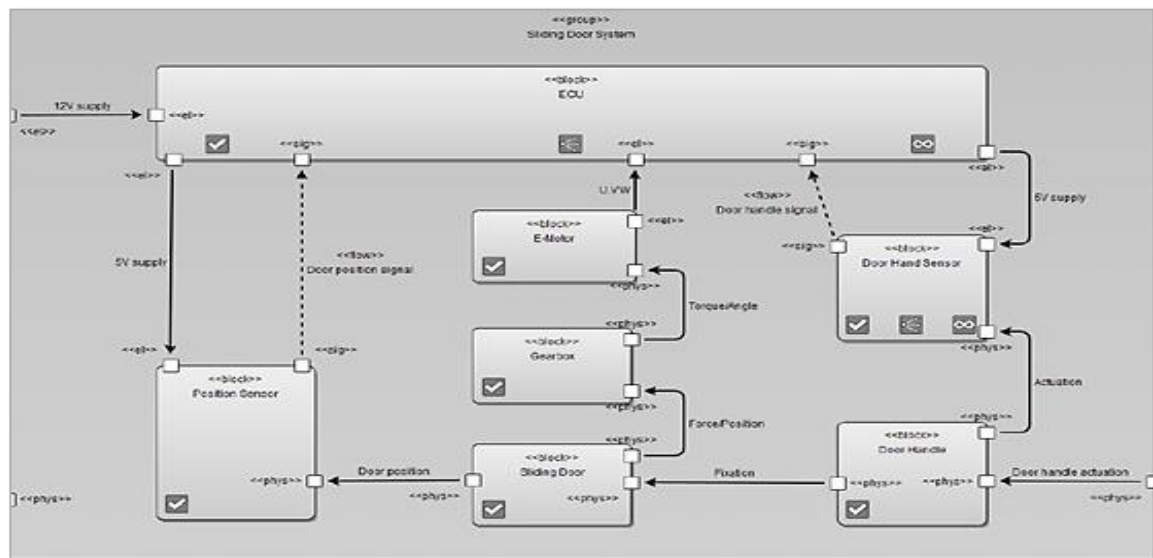 <<group>>
Sliding Door System
<<block>>
ECU
12V supply
<<el>>
<<el>>
<<sig>>
<<el>>
<<sig>>
<<el>>
<<el>>
U.VW
<<flow>>
Door handle signal
5V supply
<<block>>
E-Motor
<<el>>
<<phys>>
<<sig>>
<<el>>
<<block>>
Door Hand Sensor
<<phys>>
5V supply
<<flow>>
Door position signal
Torque/Angle
<<phys>>
<<block>>
Gearbox
<<phys>>
Actuation
<<el>>
<<sig>>
<<block>>
Position Sensor
<<phys>>
Force/Position
<<phys>>
<<block>>
Sliding Door
<<phys>>
<<phys>>
Door position
Fixation
<<phys>>
<<block>>
Door Handle
<<phys>>
<<phys>>
Door handle actuation
<<phys>>
<<phys>>